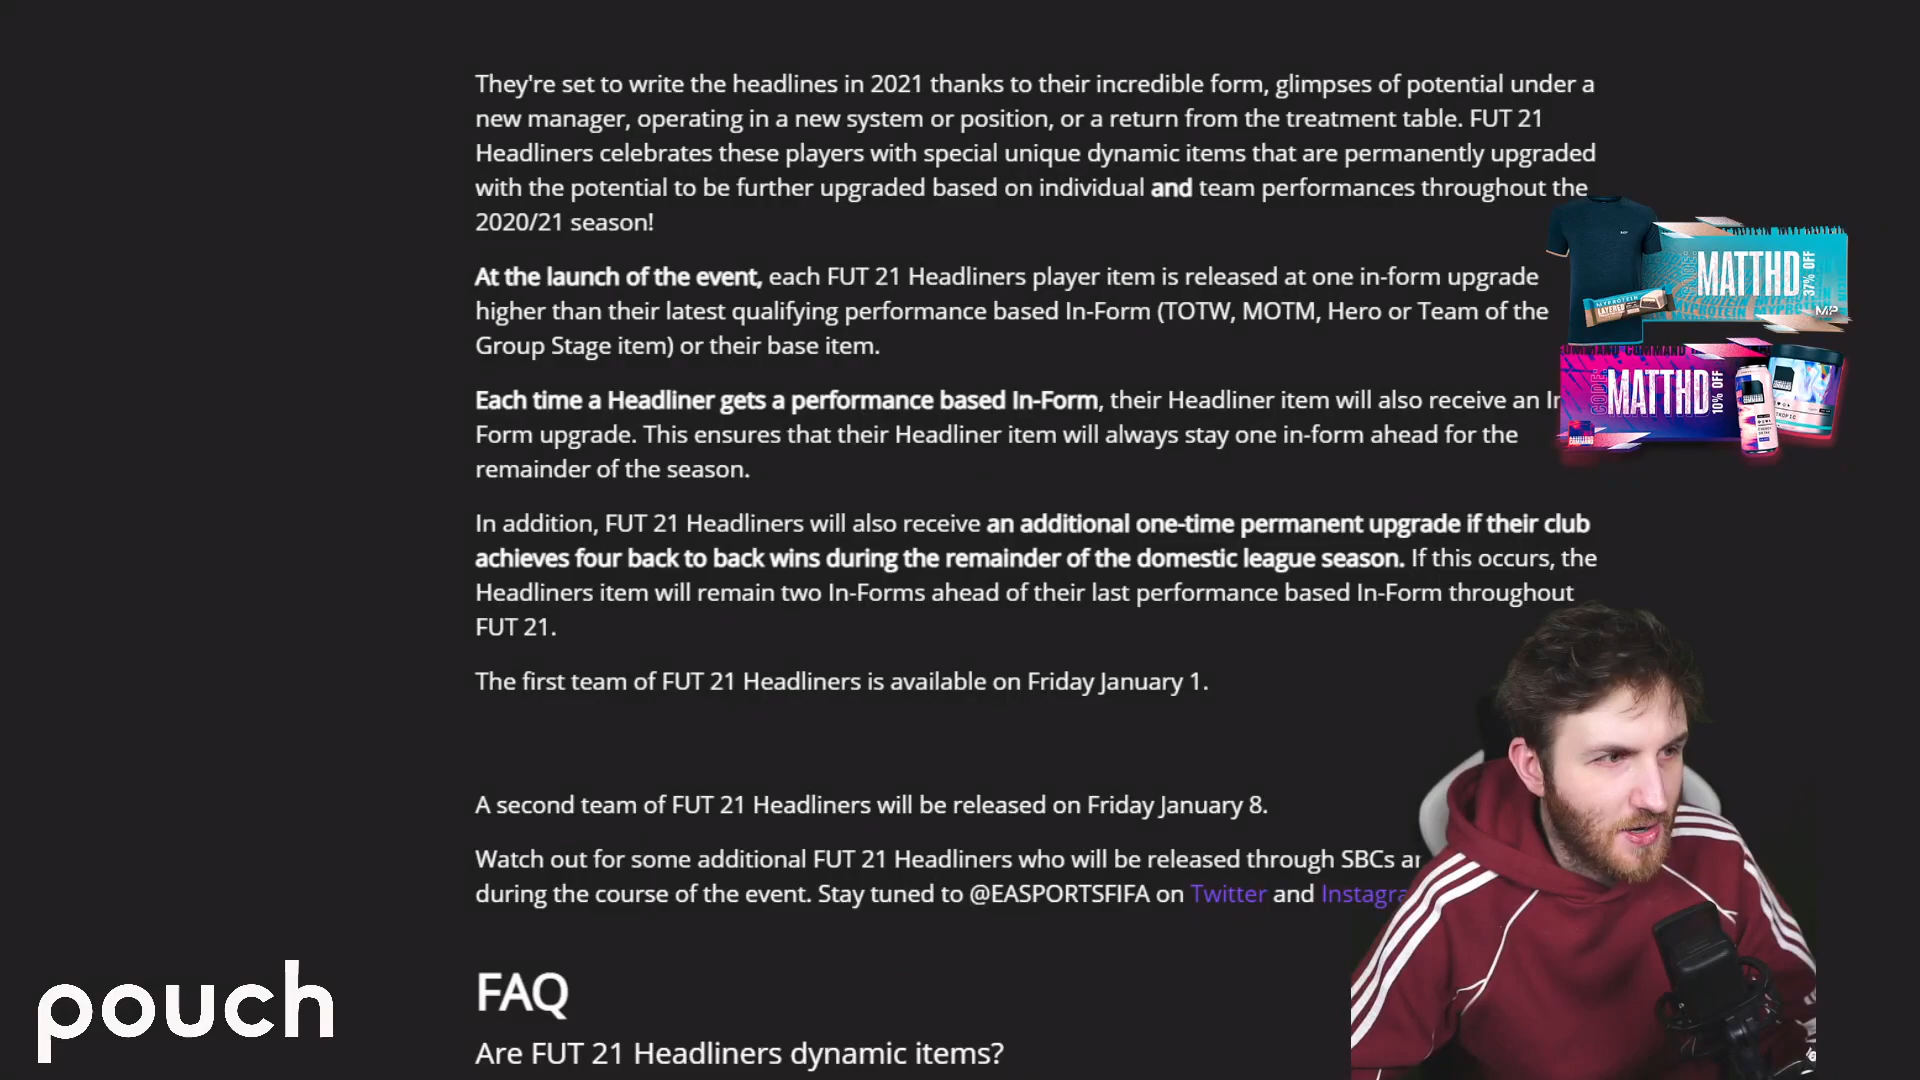 They're set to write the headlines in 2021 thanks to their incredible form, glimpses of potential under a
new manager, operating in a new system or position, or a return from the treatment table. FUT 21
Headliners celebrates these players with special unique dynamic items that are permanently upgraded
with the potential to be further upgraded based on individual and team performances throughout the
2020/21 season!
At the launch of the event, each FUT 21 Headliners player item is released at one in-form upgrade
higher than their latest qualifying performance based In-Form (TOTW, MOTM, Hero or Team of the
Group Stage item) or their base item.
Each time a Headliner gets a performance based In-Form, their Headliner item will also receive an In
Form upgrade. This ensures that their Headliner item will always stay one in-form ahead for the
remainder of the season.
In addition, FUT 21 Headliners will also receive an additional one-time permanent upgrade if their club
achieves four back to back wins during the remainder of the domestic league season. If this occurs, the
Headliners item will remain two In-Forms ahead of their last performance based In-Form throughout
FUT 21.
The first team of FUT 21 Headliners is available on Friday January 1.
A second team of FUT 21 Headliners will be released on Friday January 8.
Watch out for some additional FUT 21 Headliners who will be released through SBCs
during the course of the event. Stay tuned to @EASPORTSFIFA on Twitter and Instagra
FAQ
Are FUT 21 Headliners dynamic items?
CODE: MATTHD 37% OFF
MYPROTEIN
LAYERED
MP
CODE: MATTHD 10% OFF
pouch